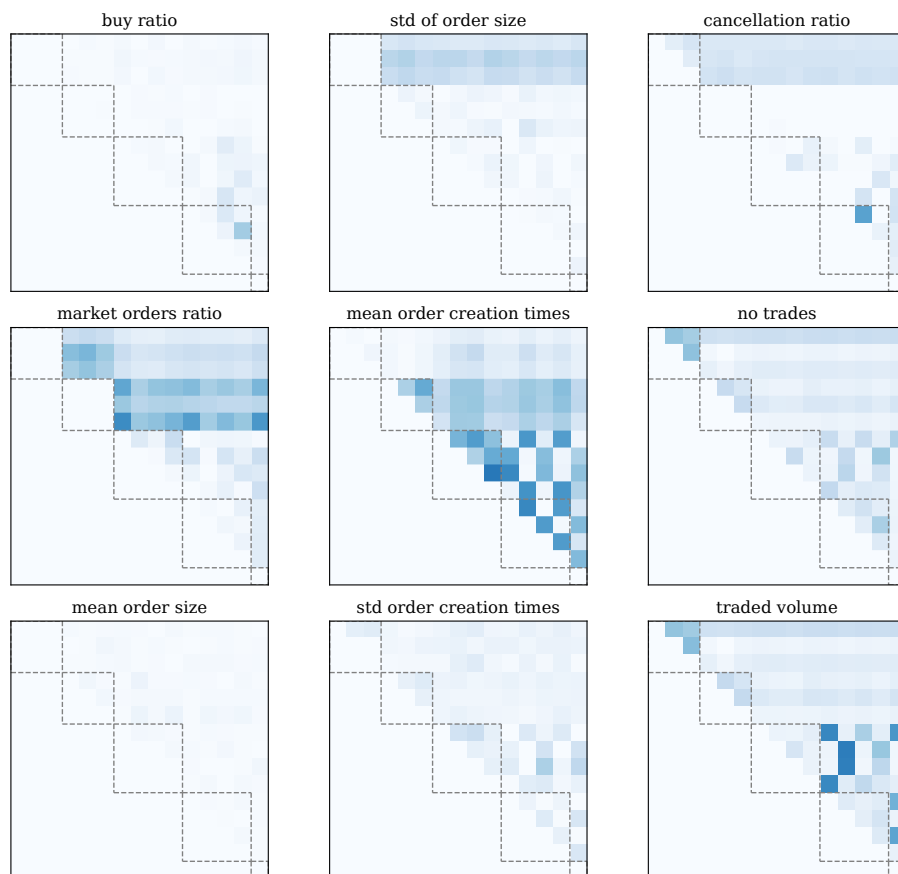 buy ratio
std of order size
cancellation ratio
market orders ratio
mean order creation times
no trades
mean order size
std order creation times
traded volume